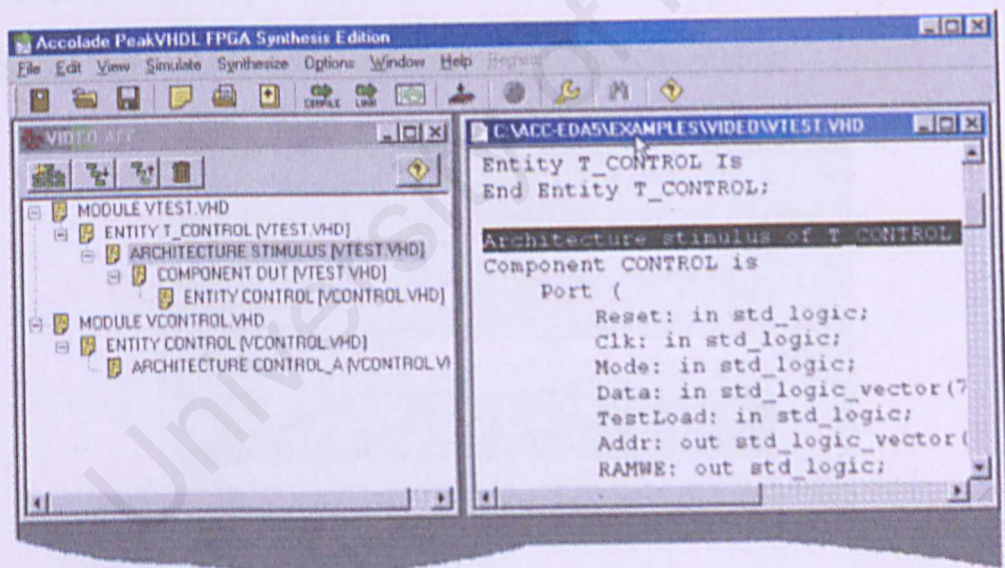 Accolade PeakVHDL FPGA Synthesis Edition
File Edit View Simulate Synthesize Options Window Help
COMPILE LINK
VIDEO.ACC
MODULE VTEST.VHD
ENTITY T_CONTROL [VTEST.VHD]
ARCHITECTURE STIMULUS [VTEST.VHD]
COMPONENT DUT [VTEST.VHD]
ENTITY CONTROL [VCONTROL.VHD]
MODULE VCONTROL.VHD
ENTITY CONTROL [VCONTROL.VHD]
ARCHITECTURE CONTROL_A [VCONTROL.VH
C:\ACC-EDA5\EXAMPLES\VIDEO\VTEST.VHD
Entity T_CONTROL Is
End Entity T_CONTROL;
Architecture stimulus of T_CONTROL
Component CONTROL is
Port (
Reset: in std_logic;
Clk: in std_logic;
Mode: in std_logic;
Data: in std_logic_vector(7
TestLoad: in std_logic;
Addr: out std_logic_vector(
RAMWE: out std_logic;
University of